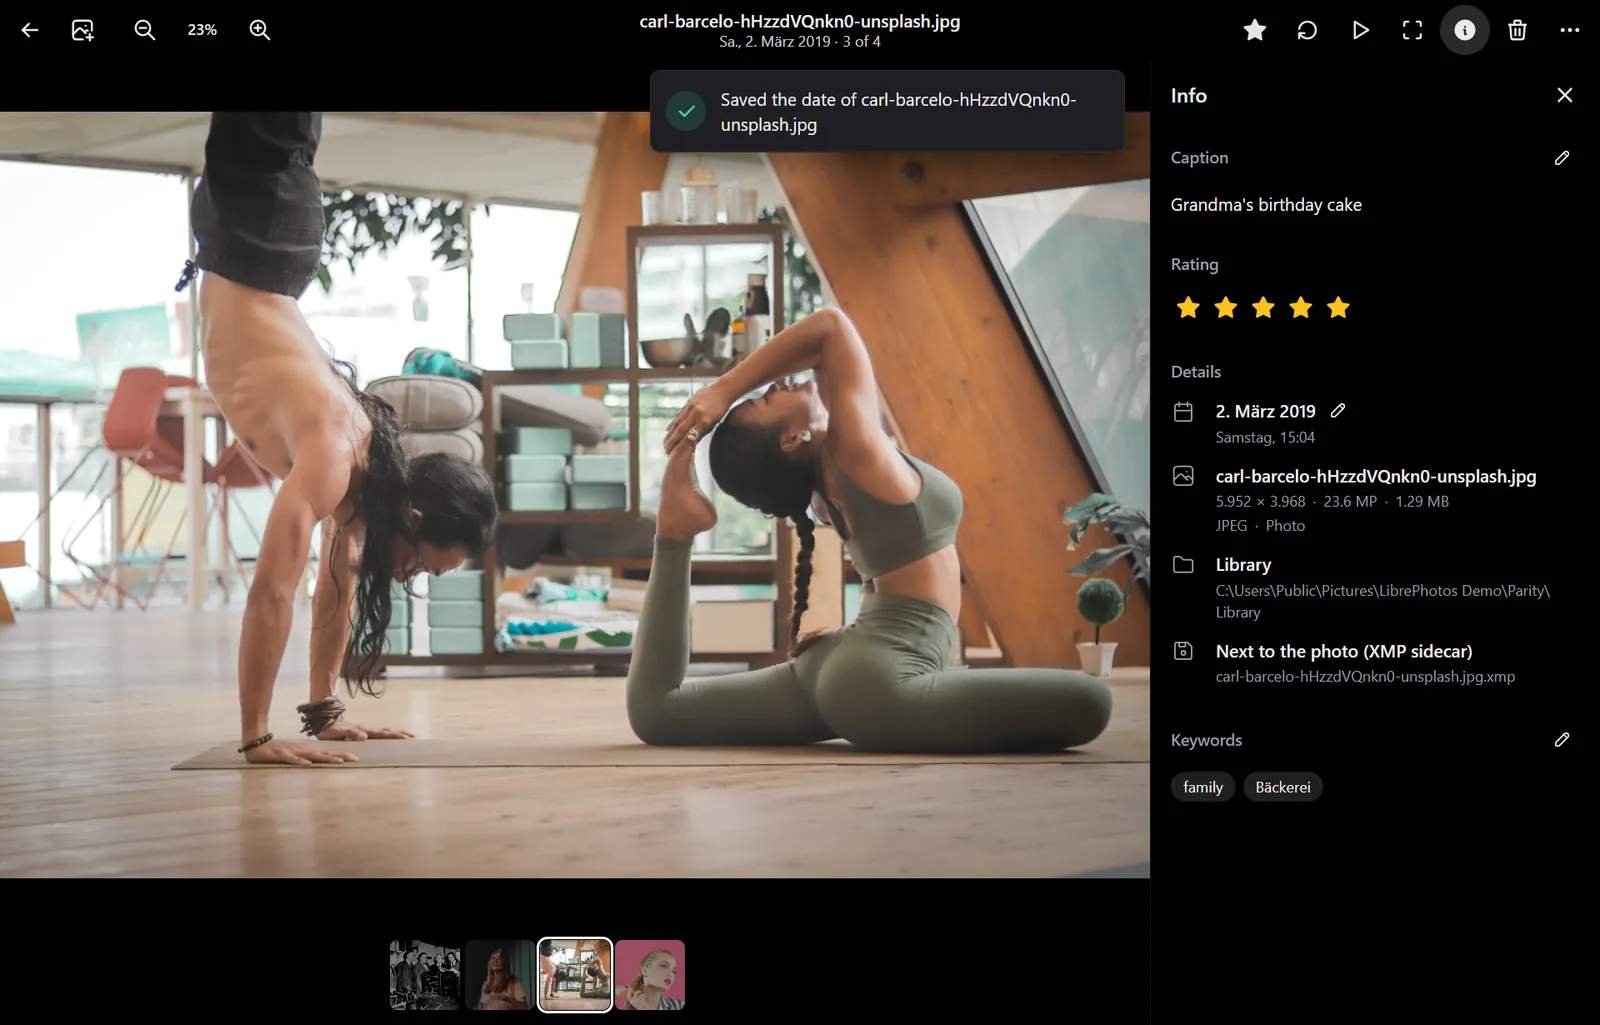 23%
carl-barcelo-hHzzdVQnkn0-unsplash.jpg
Sa., 2. März 2019 · 3 of 4
Saved the date of carl-barcelo-hHzzdVQnkn0-
unsplash.jpg
Info
Caption
Grandma's birthday cake
Rating
Details
2. März 2019
Samstag, 15:04
carl-barcelo-hHzzdVQnkn0-unsplash.jpg
5.952 × 3.968 · 23.6 MP · 1.29 MB
JPEG · Photo
Library
C:\Users\Public\Pictures\LibrePhotos Demo\Parity\
Library
Next to the photo (XMP sidecar)
carl-barcelo-hHzzdVQnkn0-unsplash.jpg.xmp
Keywords
family
Bäckerei